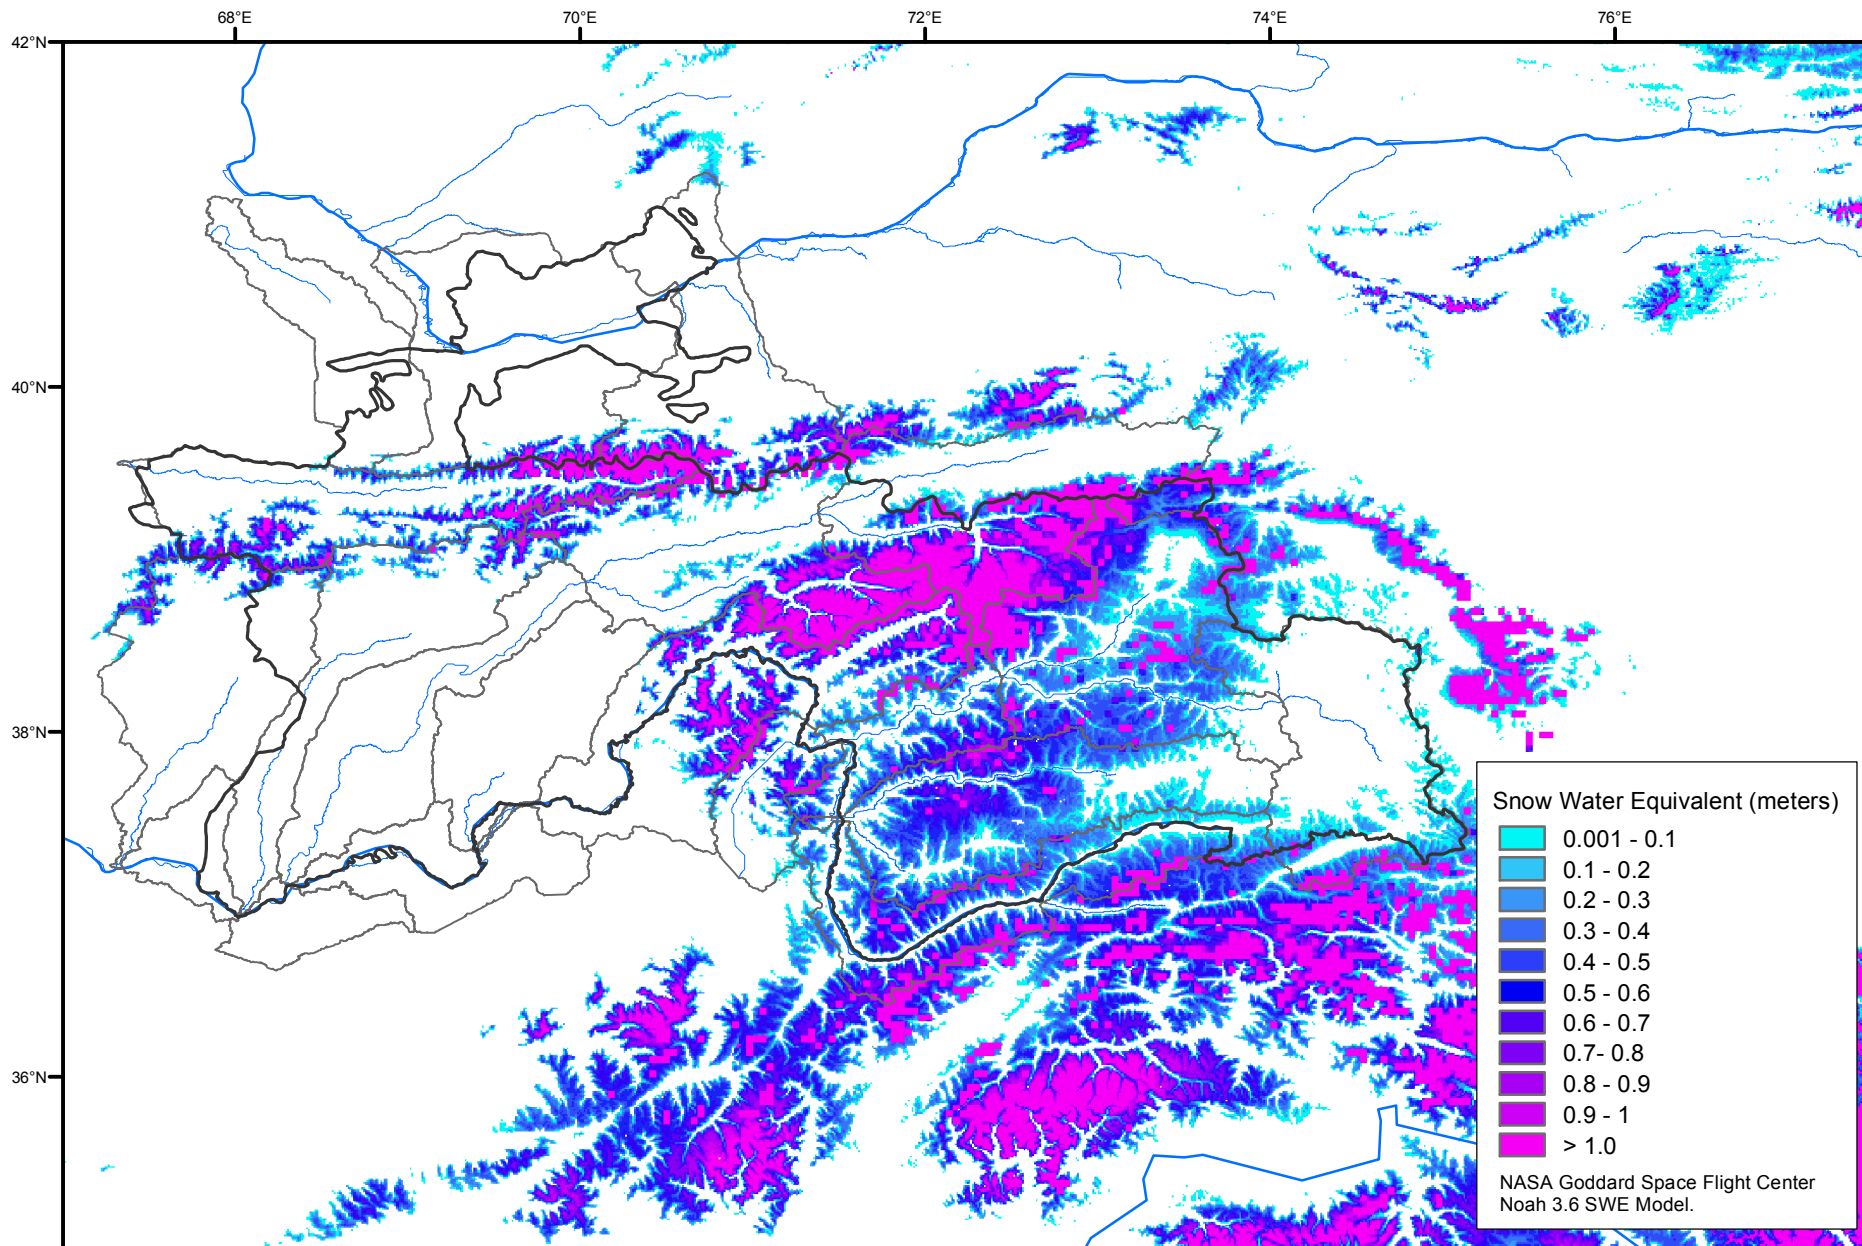 68°E
70°E
72°E
74°E
76°E
42°N
40°N
38°N
36°N
Snow Water Equivalent (meters)
0.001 - 0.1
0.1 - 0.2
0.2 - 0.3
0.3 - 0.4
0.4 - 0.5
0.5 - 0.6
0.6 - 0.7
0.7- 0.8
0.8 - 0.9
0.9 - 1
> 1.0
NASA Goddard Space Flight Center
Noah 3.6 SWE Model.